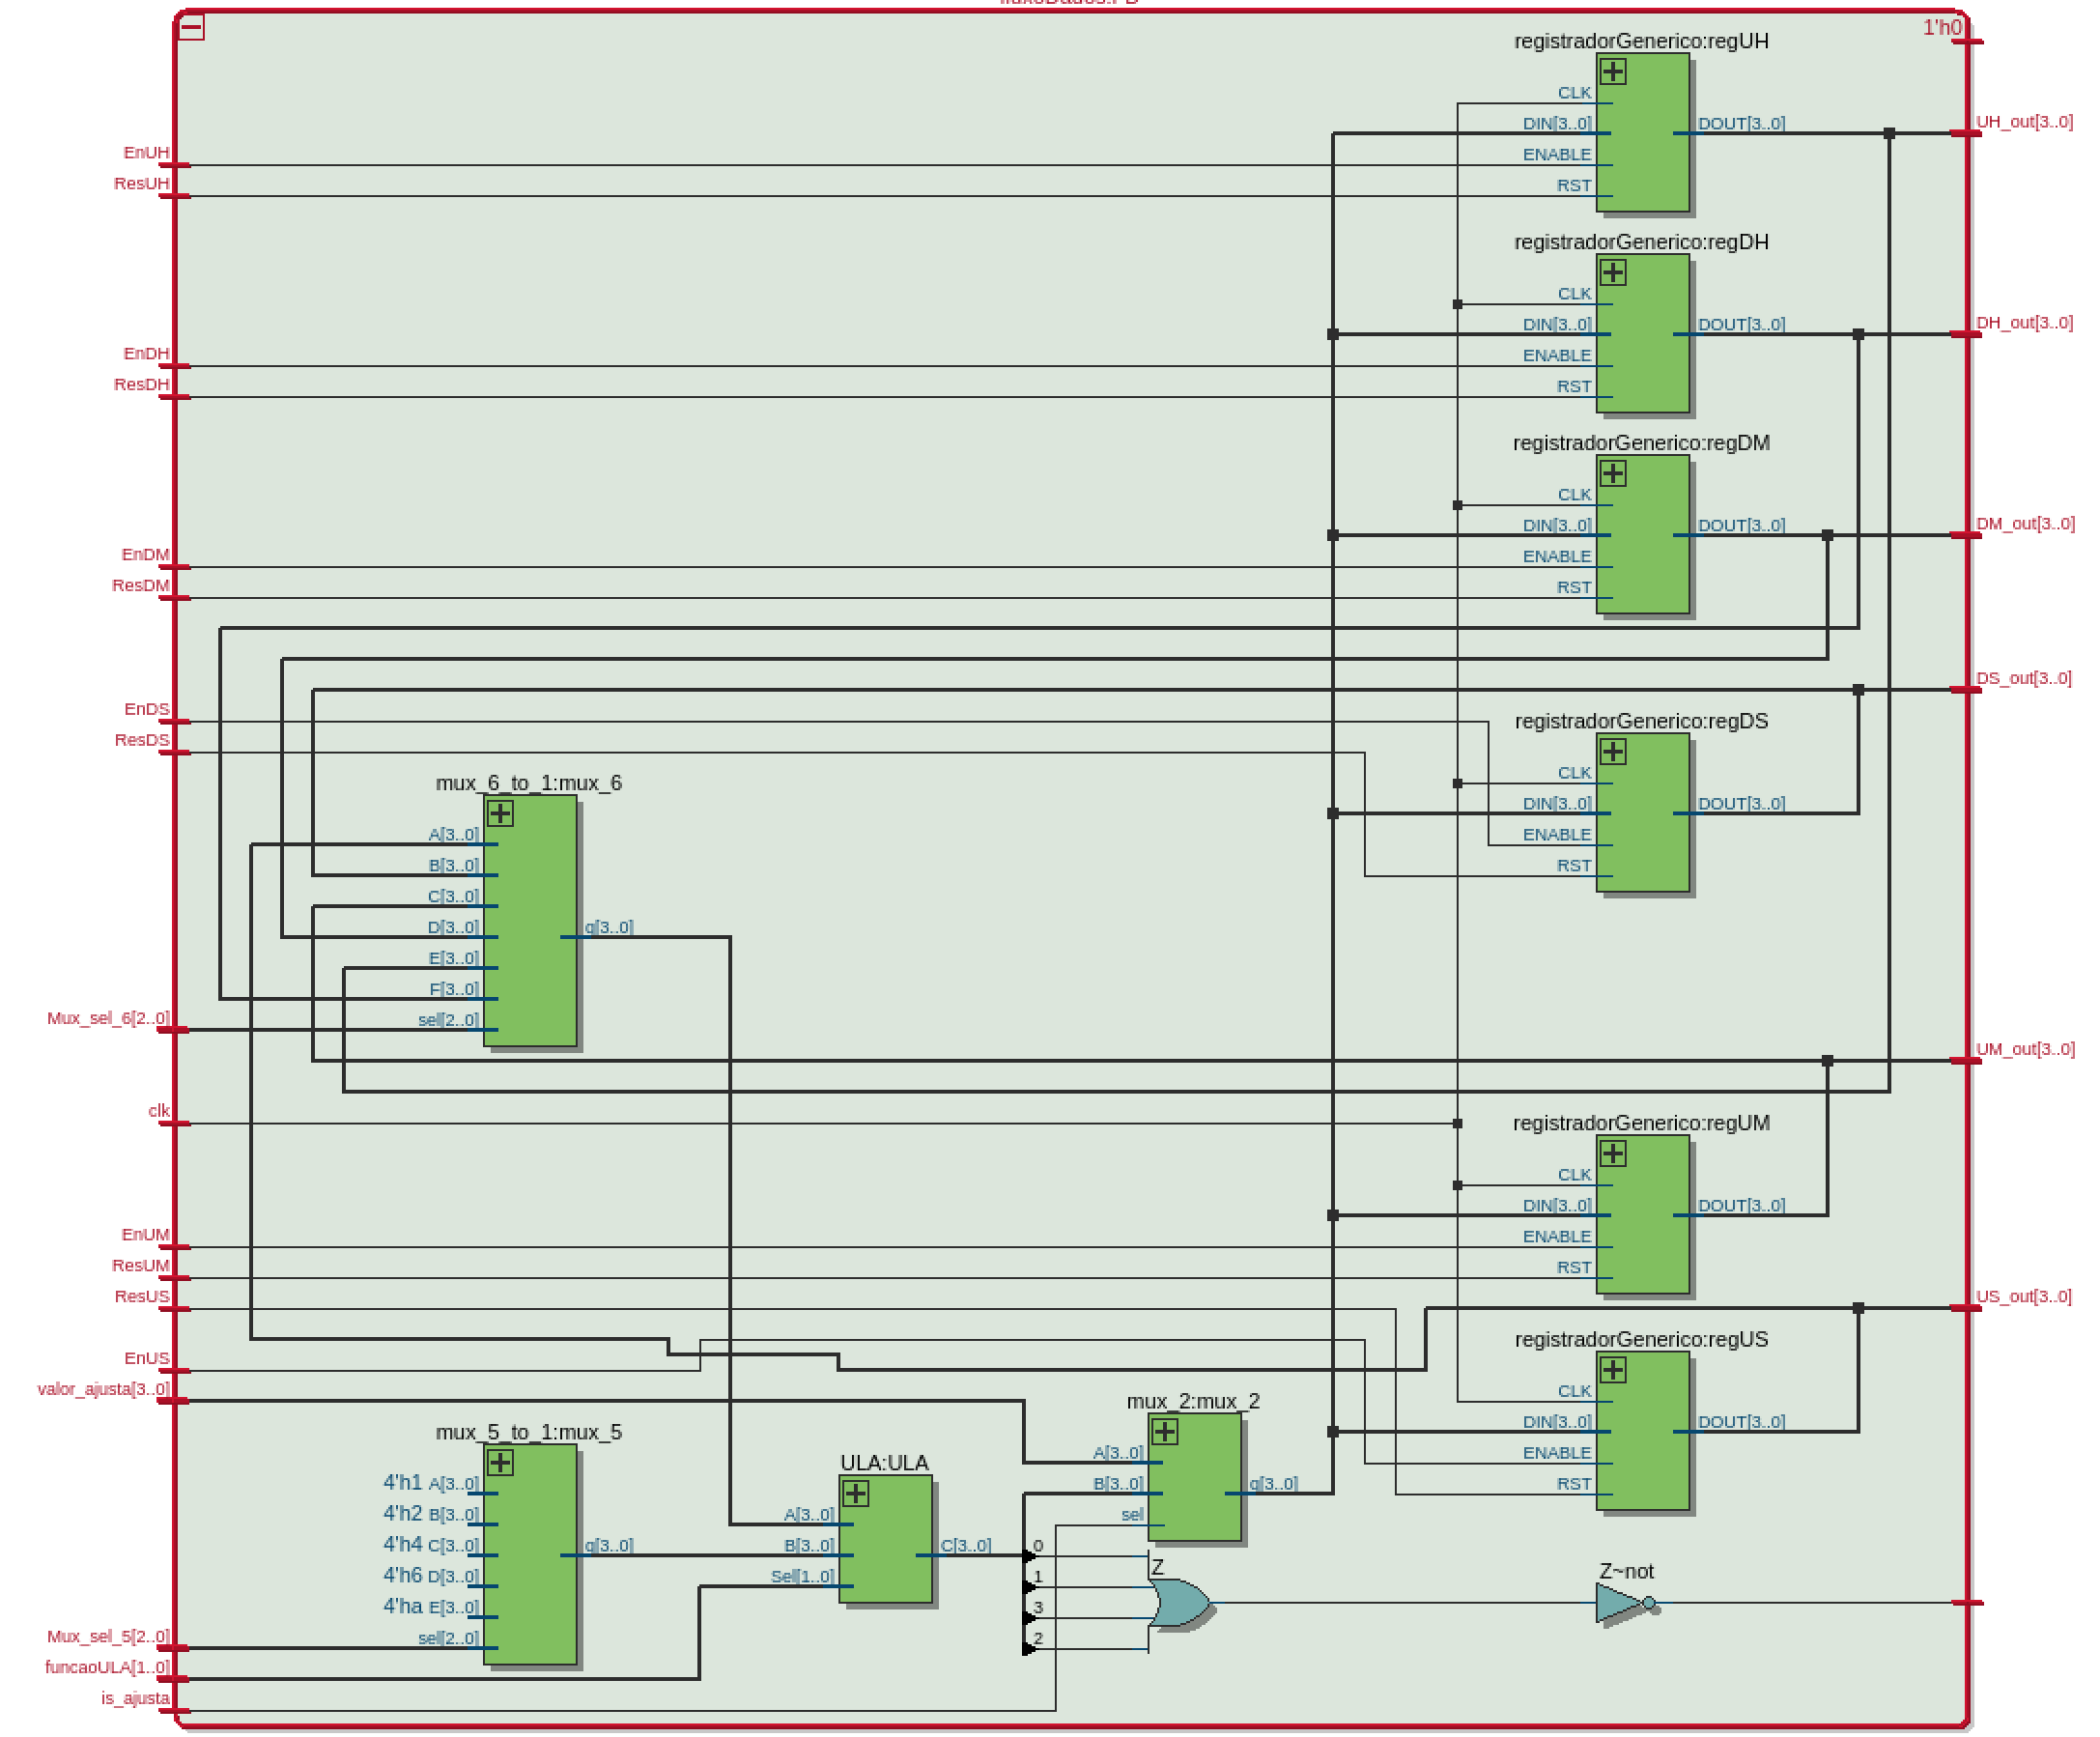 1'h0
registradorGenerico:regUH
CLK
DIN[3..0]
DOUT[3..0]
UH_out[3..0]
EnUH
ENABLE
ResUH
RST
registradorGenerico:regDH
CLK
DIN[3..0]
DOUT[3..0]
DH_out[3..0]
EnDH
ENABLE
ResDH
RST
registradorGenerico:regDM
CLK
DIN[3..0]
DOUT[3..0]
DM_out[3..0]
EnDM
ENABLE
ResDM
RST
DS_out[3..0]
EnDS
registradorGenerico:regDS
ResDS
CLK
DIN[3..0]
DOUT[3..0]
ENABLE
RST
mux_6_to_1:mux_6
A[3..0]
B[3..0]
C[3..0]
D[3..0]
q[3..0]
E[3..0]
F[3..0]
Mux_sel_6[2..0]
sel[2..0]
UM_out[3..0]
clk
registradorGenerico:regUM
CLK
DIN[3..0]
DOUT[3..0]
EnUM
ENABLE
ResUM
RST
ResUS
US_out[3..0]
registradorGenerico:regUS
EnUS
valor_ajusta[3..0]
CLK
DIN[3..0]
DOUT[3..0]
ENABLE
RST
mux_2:mux_2
A[3..0]
B[3..0]
q[3..0]
sel
mux_5_to_1:mux_5
4'h1 A[3..0]
4'h2 B[3..0]
4'h4 C[3..0]
q[3..0]
4'h6 D[3..0]
4'ha E[3..0]
Mux_sel_5[2..0]
sel[2..0]
ULA:ULA
A[3..0]
B[3..0]
C[3..0]
Sel[1..0]
0
1
3
2
Z
Z~not
funcaoULA[1..0]
is_ajusta